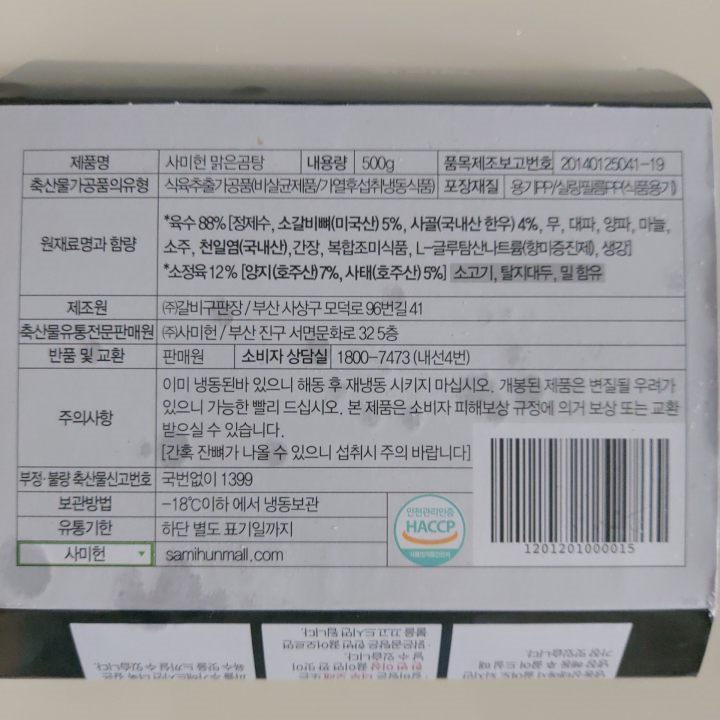 제품명 사미헌 맑은곰탕 내용량 500g 품목제조보고번호 20140125041-19
축산물가공품의유형 식육추출가공품(비살균제품/가열후섭취냉동식품) 포장재질 용기PP/실링필름PP(식품용기)
원재료명과 함량
*육수 88% [정제수, 소갈비뼈(미국산) 5%, 사골(국내산 한우) 4%, 무, 대파, 양파, 마늘,
소주, 천일염(국내산), 간장, 복합조미식품, L-글루탐산나트륨(향미증진제), 생강]
*소정육 12% [양지(호주산) 7%, 사태(호주산) 5%] 소고기, 탈지대두, 밀 함유
제조원 ㈜갈비구판장 / 부산 사상구 모덕로 96번길 41
축산물유통전문판매원 ㈜사미헌 / 부산 진구 서면문화로 32 5층
반품 및 교환 판매원 소비자 상담실 1800-7473 (내선4번)
주의사항
이미 냉동된바 있으니 해동 후 재냉동 시키지 마십시오. 개봉된 제품은 변질될 우려가
있으니 가능한 빨리 드십시오. 본 제품은 소비자 피해보상 규정에 의거 보상 또는 교환
받으실 수 있습니다.
[간혹 잔뼈가 나올 수 있으니 섭취시 주의 바랍니다]
부정·불량 축산물신고번호 국번없이 1399
보관방법 -18℃이하 에서 냉동보관
유통기한 하단 별도 표기일까지
사미헌 samihunmall.com
안전관리인증
HACCP
1201201000015